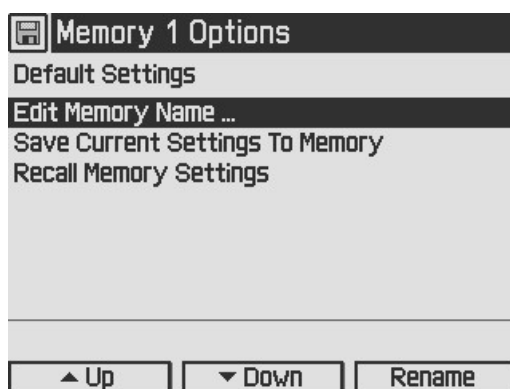 Memory 1 Options
Default Settings
Edit Memory Name ...
Save Current Settings To Memory
Recall Memory Settings
▲ Up ▼ Down Rename